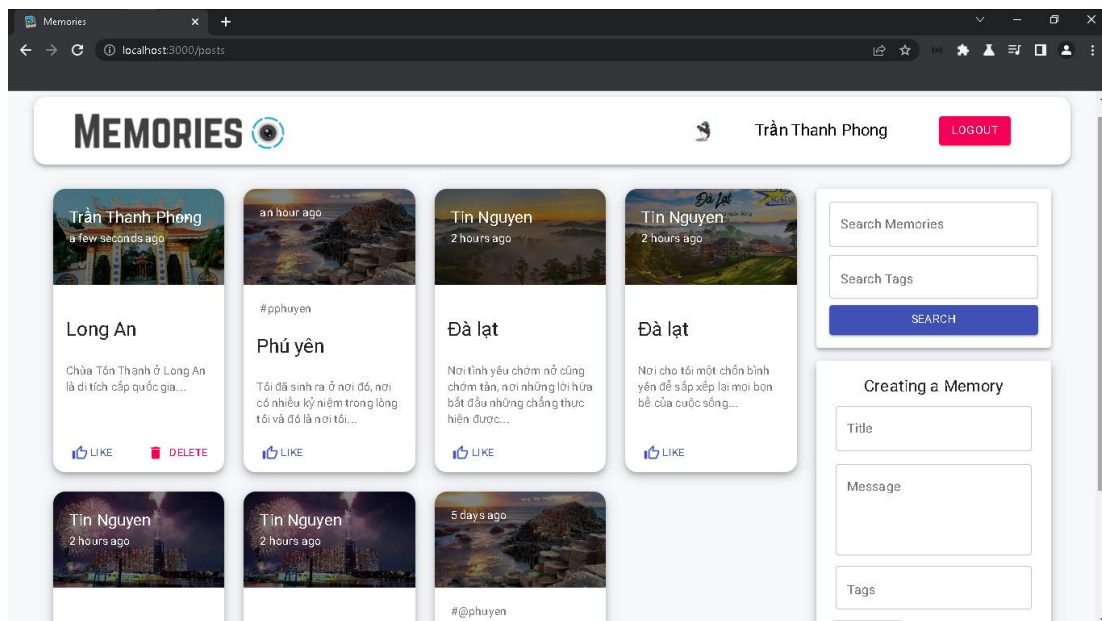 Memories
localhost:3000/posts
MEMORIES
Trần Thanh Phong
LOGOUT
Trần Thanh Phong
a few seconds ago
Long An
Chùa Tôn Thạnh ở Long An
là di tích cấp quốc gia...
LIKE
DELETE
an hour ago
#pphuyen
Phú yên
Tôi đã sinh ra ở nơi đó, nơi
có nhiều kỷ niệm trong lòng
tôi và đó là nơi tôi...
LIKE
Tin Nguyen
2 hours ago
Đà lạt
Nơi tình yêu chớm nở cũng
chớm tàn, nơi những lời hứa
bắt đầu những chẳng thực
hiện được...
LIKE
Đà Lạt
Tin Nguyen
2 hours ago
Đà lạt
Nơi cho tôi một chốn bình
yên để sắp xếp lại mọi bọn
bề của cuộc sống...
LIKE
Search Memories
Search Tags
SEARCH
Creating a Memory
Title
Message
Tags
Tin Nguyen
2 hours ago
Tin Nguyen
2 hours ago
5 days ago
#@phuyen